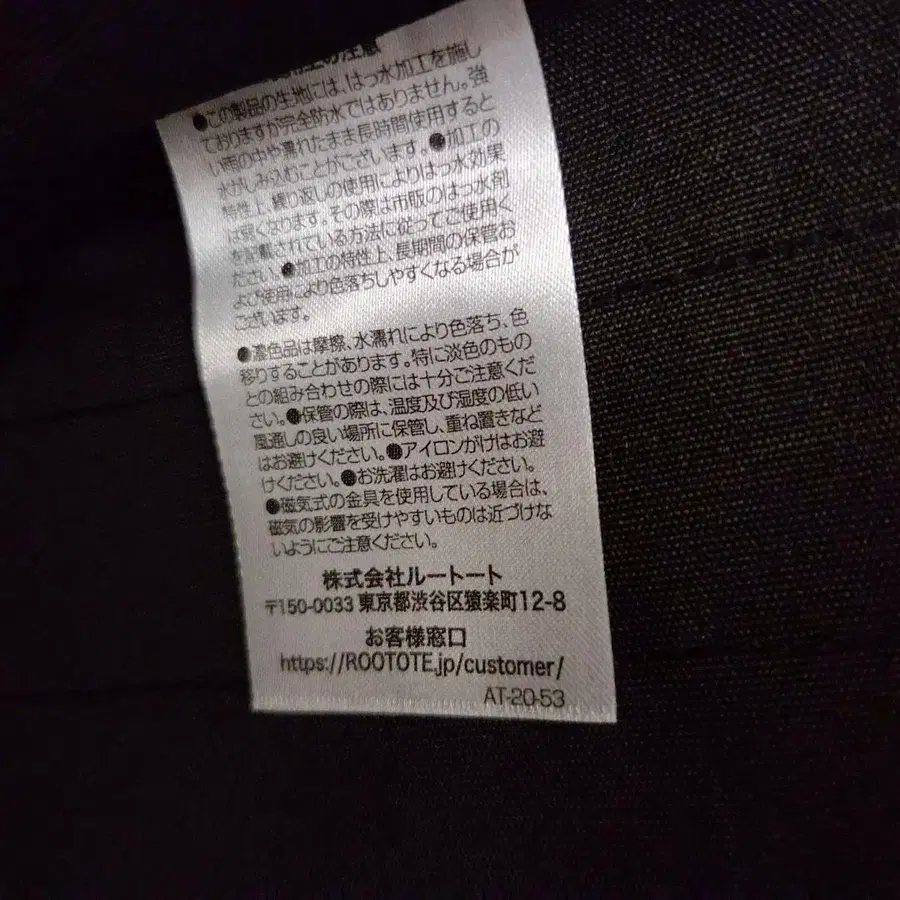 上の注意
●この製品の生地には、はっ水加工を施し
ておりますが完全防水ではありません。強
い雨の中や濡れたまま長時間使用すると
水がしみ込むことがございます。●加工の
特性上、繰り返しの使用によりはっ水効果
は弱くなります。その際は市販のはっ水剤
を記載されている方法に従ってご使用く
ださい。●加工の特性上、長期間の保管お
よび使用により色落ちしやすくなる場合が
ございます。
●濃色品は摩擦、水濡れにより色落ち、色
移りすることがあります。特に淡色のもの
との組み合わせの際には十分ご注意くだ
さい。●保管の際は、温度及び湿度の低い
風通しの良い場所に保管し、重ね置きなど
はお避けください。●アイロンがけはお避
けください。●お洗濯はお避けください。
●磁気式の金具を使用している場合は、
磁気の影響を受けやすいものは近づけな
いようにご注意ください。
株式会社ルートート
〒150-0033 東京都渋谷区猿楽町12-8
お客様窓口
https://ROOTOTE.jp/customer/
AT-20-53